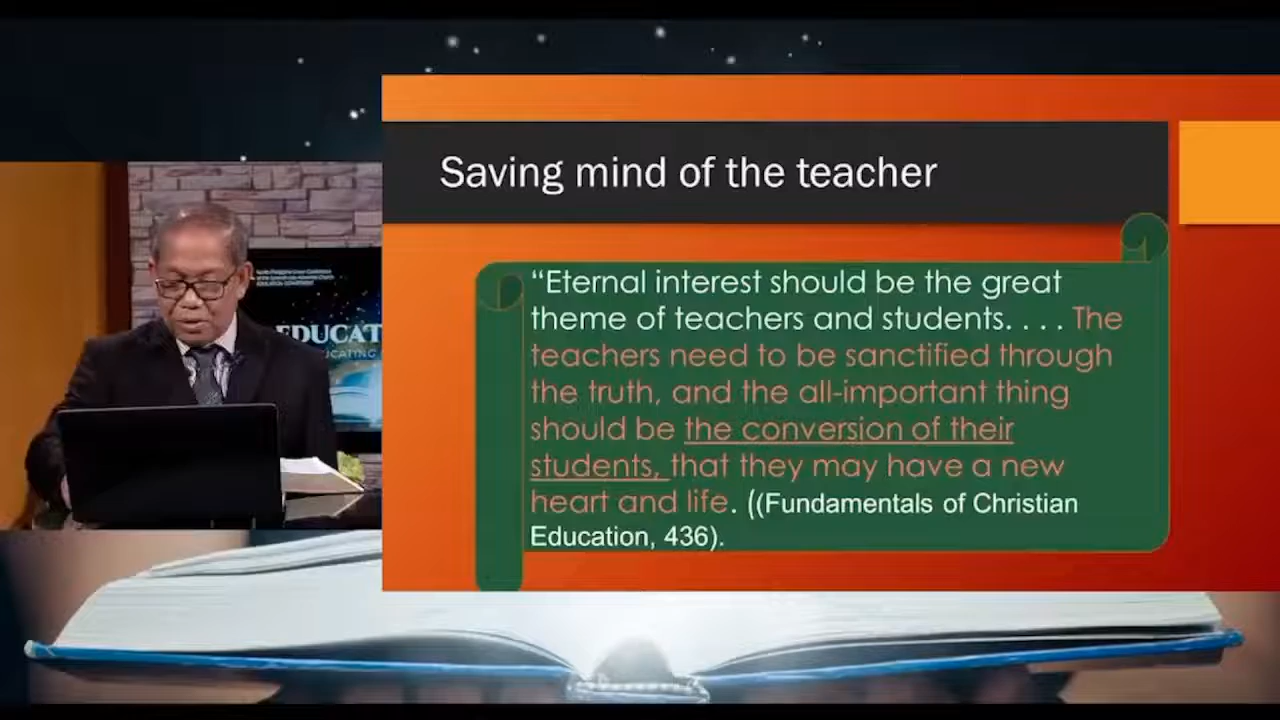 Saving mind of the teacher
“Eternal interest should be the great
theme of teachers and students. . . . The
teachers need to be sanctified through
the truth, and the all-important thing
should be the conversion of their
students, that they may have a new
heart and life. ((Fundamentals of Christian
Education, 436).
EDUCAT
UCATING